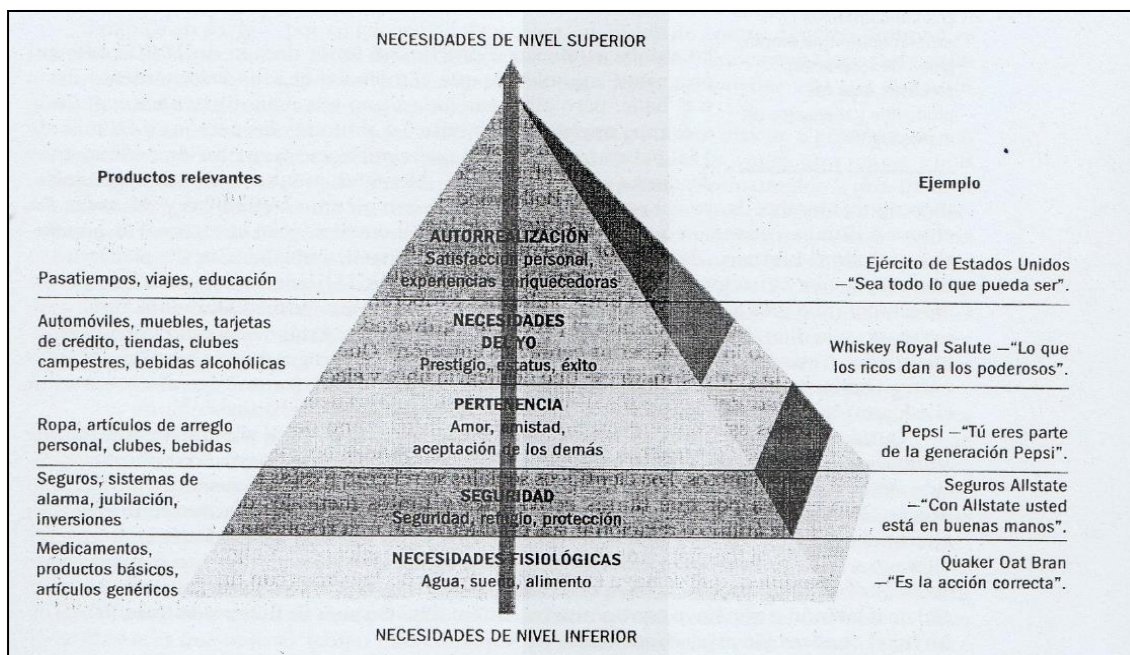 NECESIDADES DE NIVEL SUPERIOR
Productos relevantes
Ejemplo
AUTORREALIZACIÓN
Satisfacción personal,
experiencias enriquecedoras
Pasatiempos, viajes, educación
Ejército de Estados Unidos
—“Sea todo lo que pueda ser”.
Automóviles, muebles, tarjetas
de crédito, tiendas, clubes
campestres, bebidas alcohólicas
NECESIDADES
DEL YO
Prestigio, estatus, éxito
Whiskey Royal Salute —“Lo que
los ricos dan a los poderosos”.
Ropa, artículos de arreglo
personal, clubes, bebidas
PERTENENCIA
Amor, amistad,
aceptación de los demás
Pepsi —“Tú eres parte
de la generación Pepsi”.
Seguros, sistemas de
alarma, jubilación,
inversiones
SEGURIDAD
Seguridad, refugio, protección
Seguros Allstate
—“Con Allstate usted
está en buenas manos”.
Medicamentos,
productos básicos,
artículos genéricos
NECESIDADES FISIOLÓGICAS
Agua, sueño, alimento
Quaker Oat Bran
—“Es la acción correcta”.
NECESIDADES DE NIVEL INFERIOR